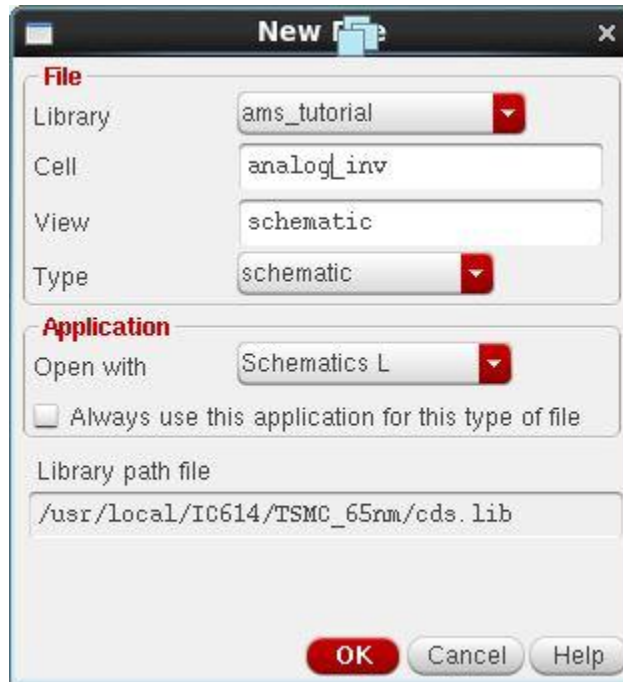 New
File
Library ams_tutorial
Cell analog_inv
View schematic
Type schematic
Application
Open with Schematics L
Always use this application for this type of file
Library path file
/usr/local/IC614/TSMC_65nm/cds.lib
OK Cancel Help